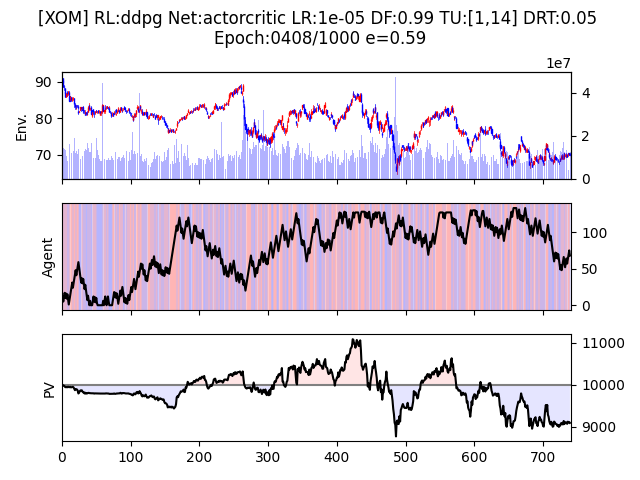 [XOM] RL:ddpg Net:actorcritic LR:1e-05 DF:0.99 TU:[1,14] DRT:0.05
Epoch:0408/1000 e=0.59
1e7
90
80
70
Env.
4
2
0
Agent
100
50
0
PV
11000
10000
9000
0 100 200 300 400 500 600 700